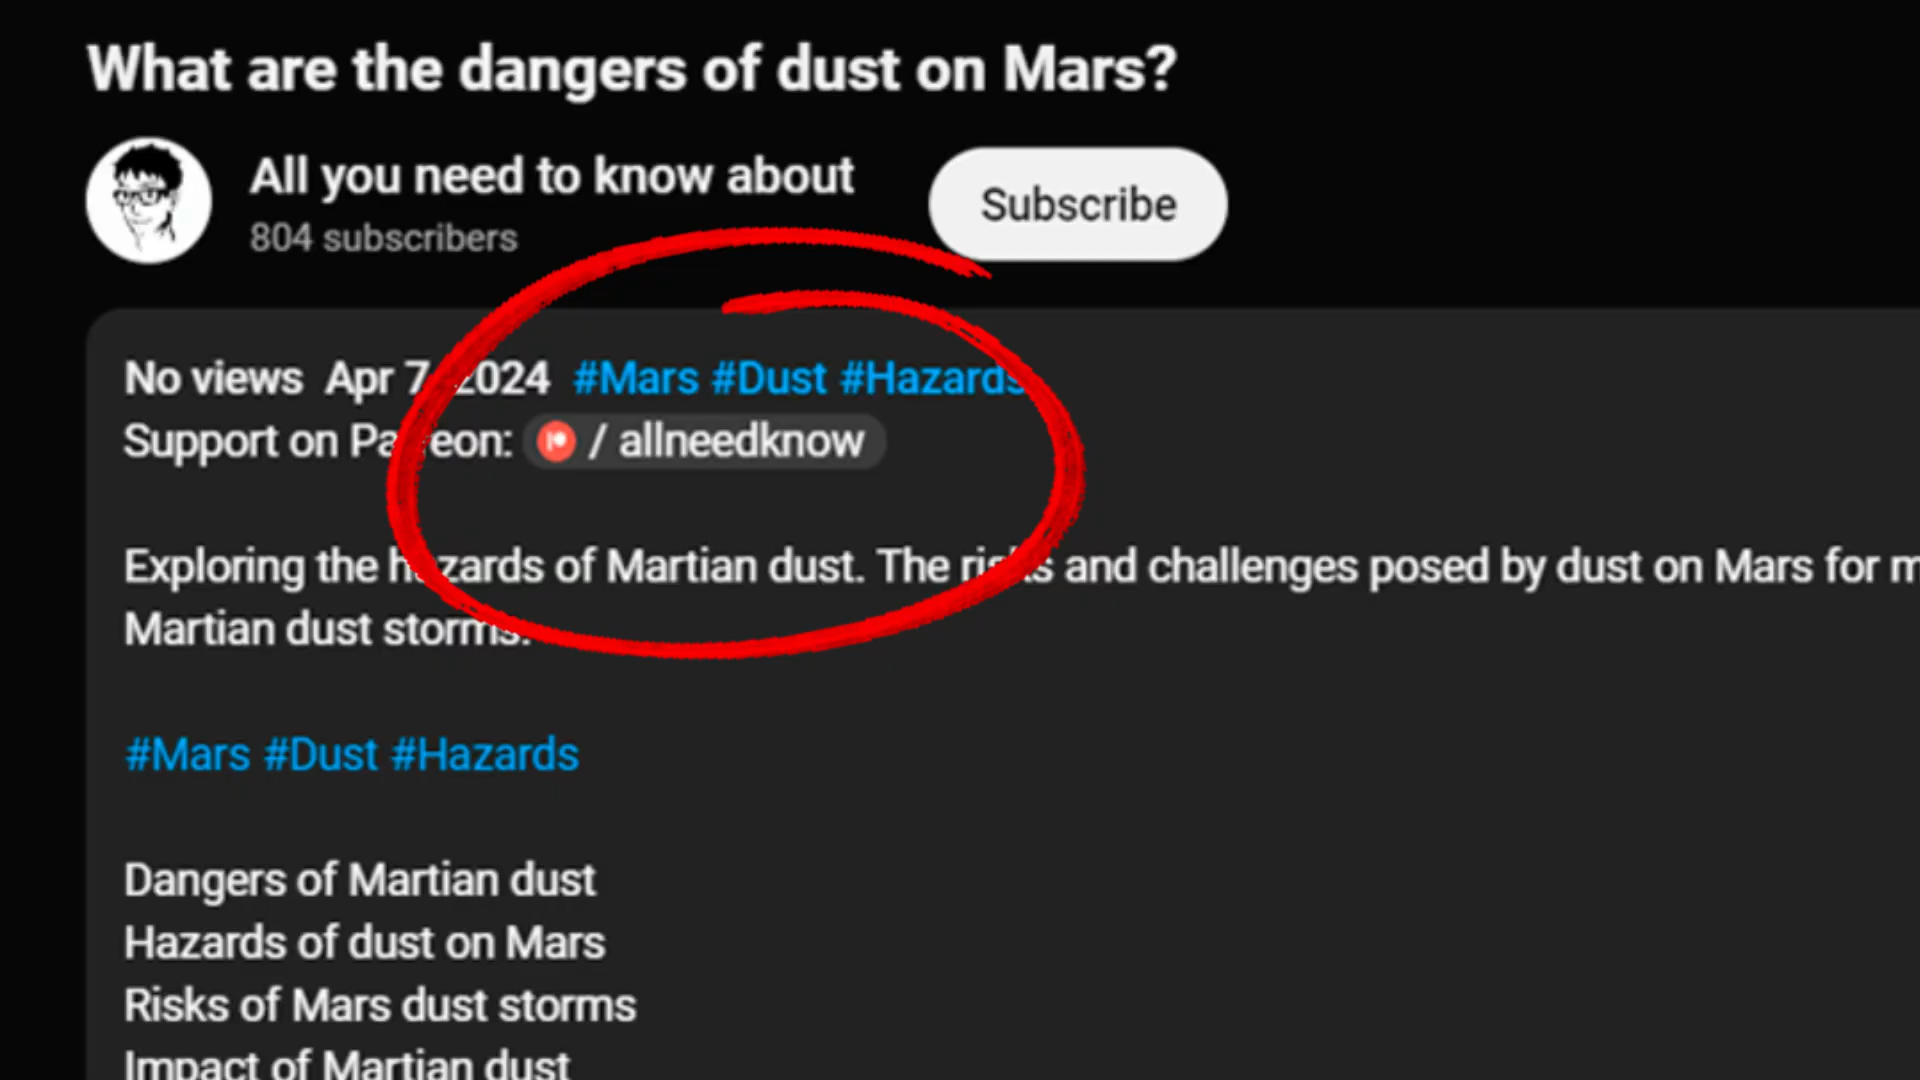 What are the dangers of dust on Mars?
All you need to know about
804 subscribers
Subscribe
No views Apr 7, 2024 #Mars #Dust #Hazards
Support on Patreon: / allneedknow
Exploring the hazards of Martian dust. The risks and challenges posed by dust on Mars for m
Martian dust storms.
#Mars #Dust #Hazards
Dangers of Martian dust
Hazards of dust on Mars
Risks of Mars dust storms
Impact of Martian dust